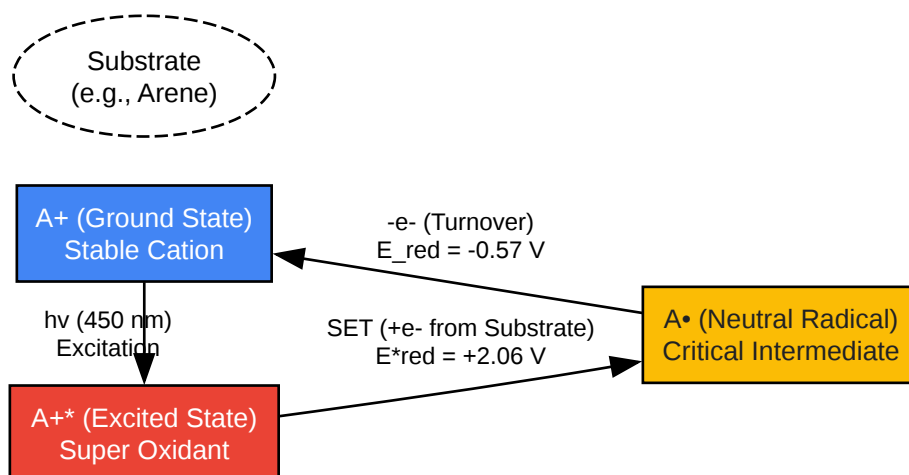 Substrate
(e.g., Arene)
A+ (Ground State)
Stable Cation
-e- (Turnover)
E_red = -0.57 V
hv (450 nm)
Excitation
SET (+e- from Substrate)
E*red = +2.06 V
A• (Neutral Radical)
Critical Intermediate
A+* (Excited State)
Super Oxidant